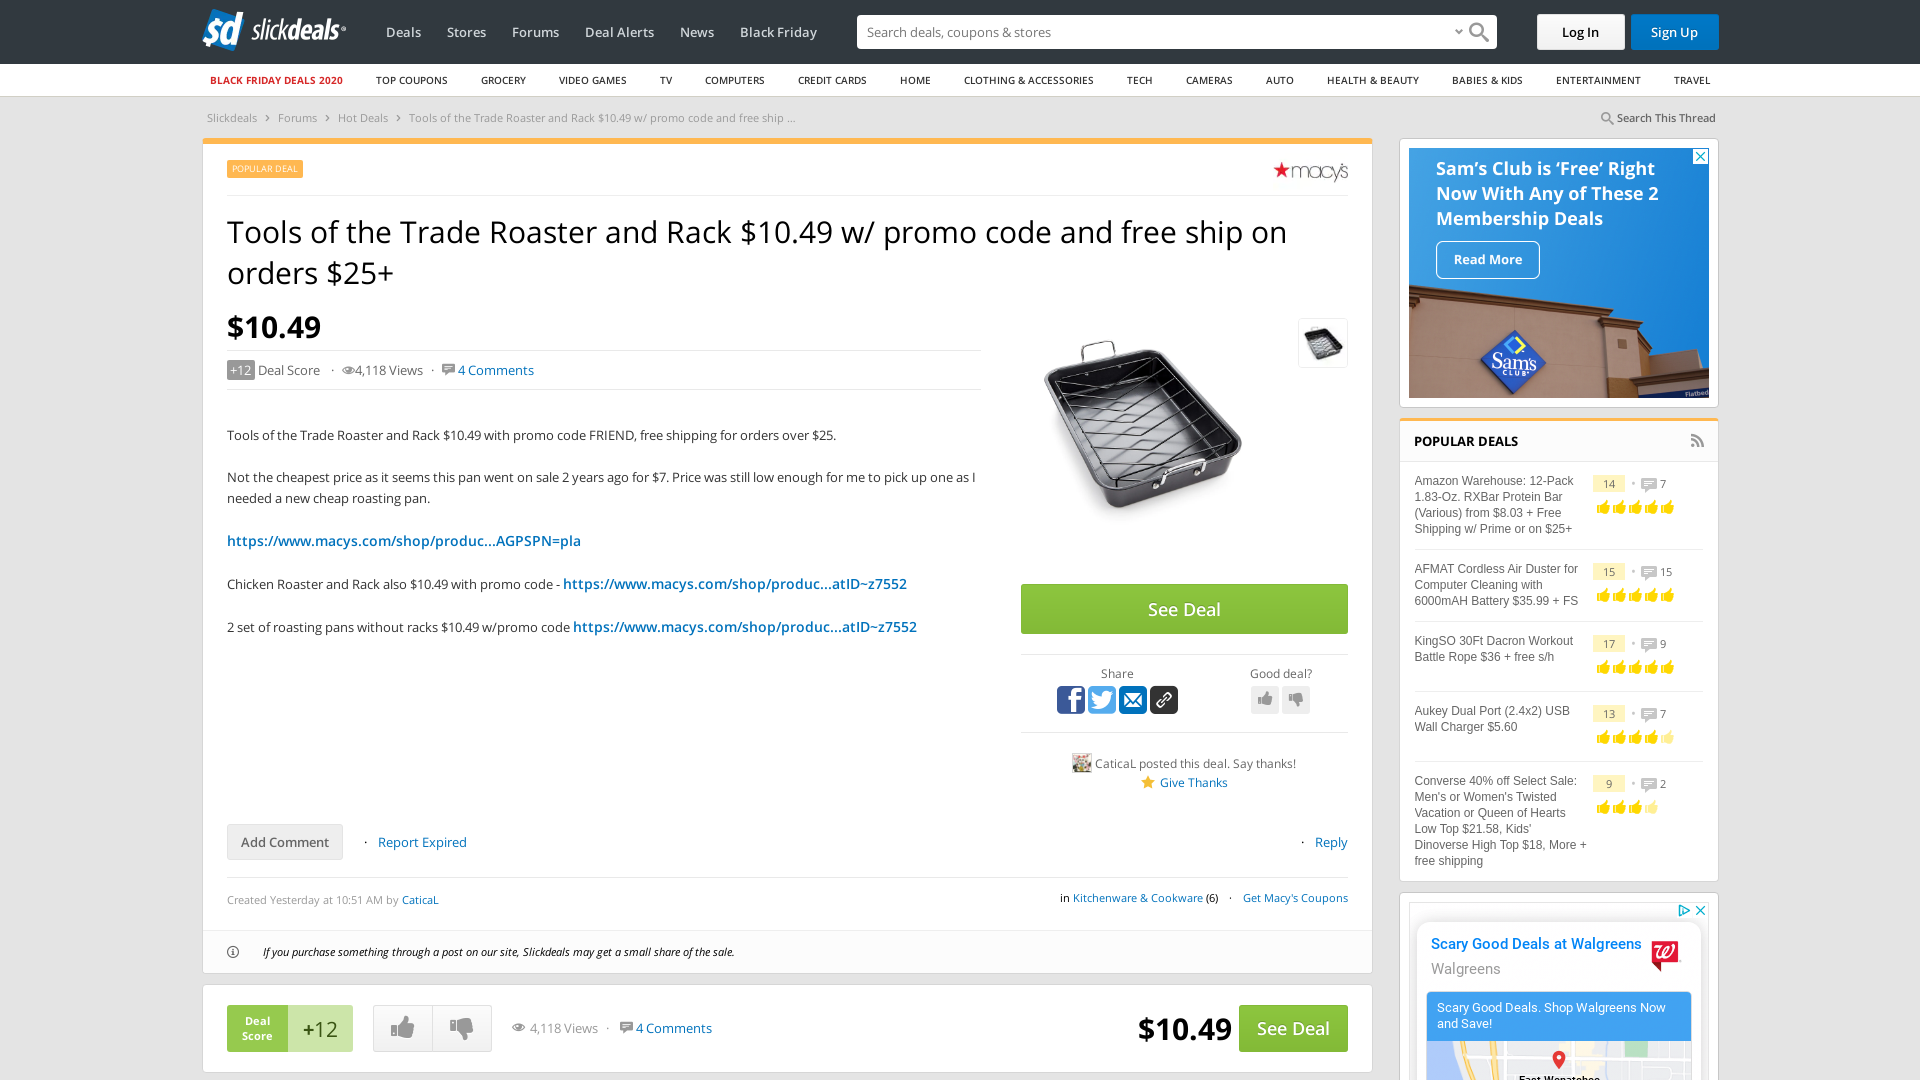 slickdeals
Deals
Stores
Forums
Deal Alerts
News
Black Friday
Search deals, coupons & stores
Log In
Sign Up
BLACK FRIDAY DEALS 2020
TOP COUPONS
GROCERY
VIDEO GAMES
TV
COMPUTERS
CREDIT CARDS
HOME
CLOTHING & ACCESSORIES
TECH
CAMERAS
AUTO
HEALTH & BEAUTY
BABIES & KIDS
ENTERTAINMENT
TRAVEL
Slickdeals › Forums › Hot Deals › Tools of the Trade Roaster and Rack $10.49 w/ promo code and free ship ...
Search This Thread
POPULAR DEAL
macy's
Tools of the Trade Roaster and Rack $10.49 w/ promo code and free ship on
orders $25+
$10.49
+12 Deal Score · 4,118 Views · 4 Comments
Tools of the Trade Roaster and Rack $10.49 with promo code FRIEND, free shipping for orders over $25.
Not the cheapest price as it seems this pan went on sale 2 years ago for $7. Price was still low enough for me to pick up one as I
needed a new cheap roasting pan.
https://www.macys.com/shop/produc...AGPSPN=pla
Chicken Roaster and Rack also $10.49 with promo code - https://www.macys.com/shop/produc...atID~z7552
2 set of roasting pans without racks $10.49 w/promo code https://www.macys.com/shop/produc...atID~z7552
See Deal
Share
Good deal?
CaticaL posted this deal. Say thanks!
Give Thanks
Add Comment · Report Expired
· Reply
Created Yesterday at 10:51 AM by CaticaL
in Kitchenware & Cookware (6) · Get Macy's Coupons
If you purchase something through a post on our site, Slickdeals may get a small share of the sale.
Deal
Score
+12
4,118 Views · 4 Comments
$10.49
See Deal
Sam's Club is ‘Free’ Right
Now With Any of These 2
Membership Deals
Read More
Sam's
CLUB
Flatbed
POPULAR DEALS
Amazon Warehouse: 12-Pack
1.83-Oz. RXBar Protein Bar
(Various) from $8.03 + Free
Shipping w/ Prime or on $25+
14 • 7
AFMAT Cordless Air Duster for
Computer Cleaning with
6000mAH Battery $35.99 + FS
15 • 15
KingSO 30Ft Dacron Workout
Battle Rope $36 + free s/h
17 • 9
Aukey Dual Port (2.4x2) USB
Wall Charger $5.60
13 • 7
Converse 40% off Select Sale:
Men's or Women's Twisted
Vacation or Queen of Hearts
Low Top $21.58, Kids'
Dinoverse High Top $18, More +
free shipping
9 • 2
Scary Good Deals at Walgreens
Walgreens
Scary Good Deals. Shop Walgreens Now
and Save!
East Wenatchee